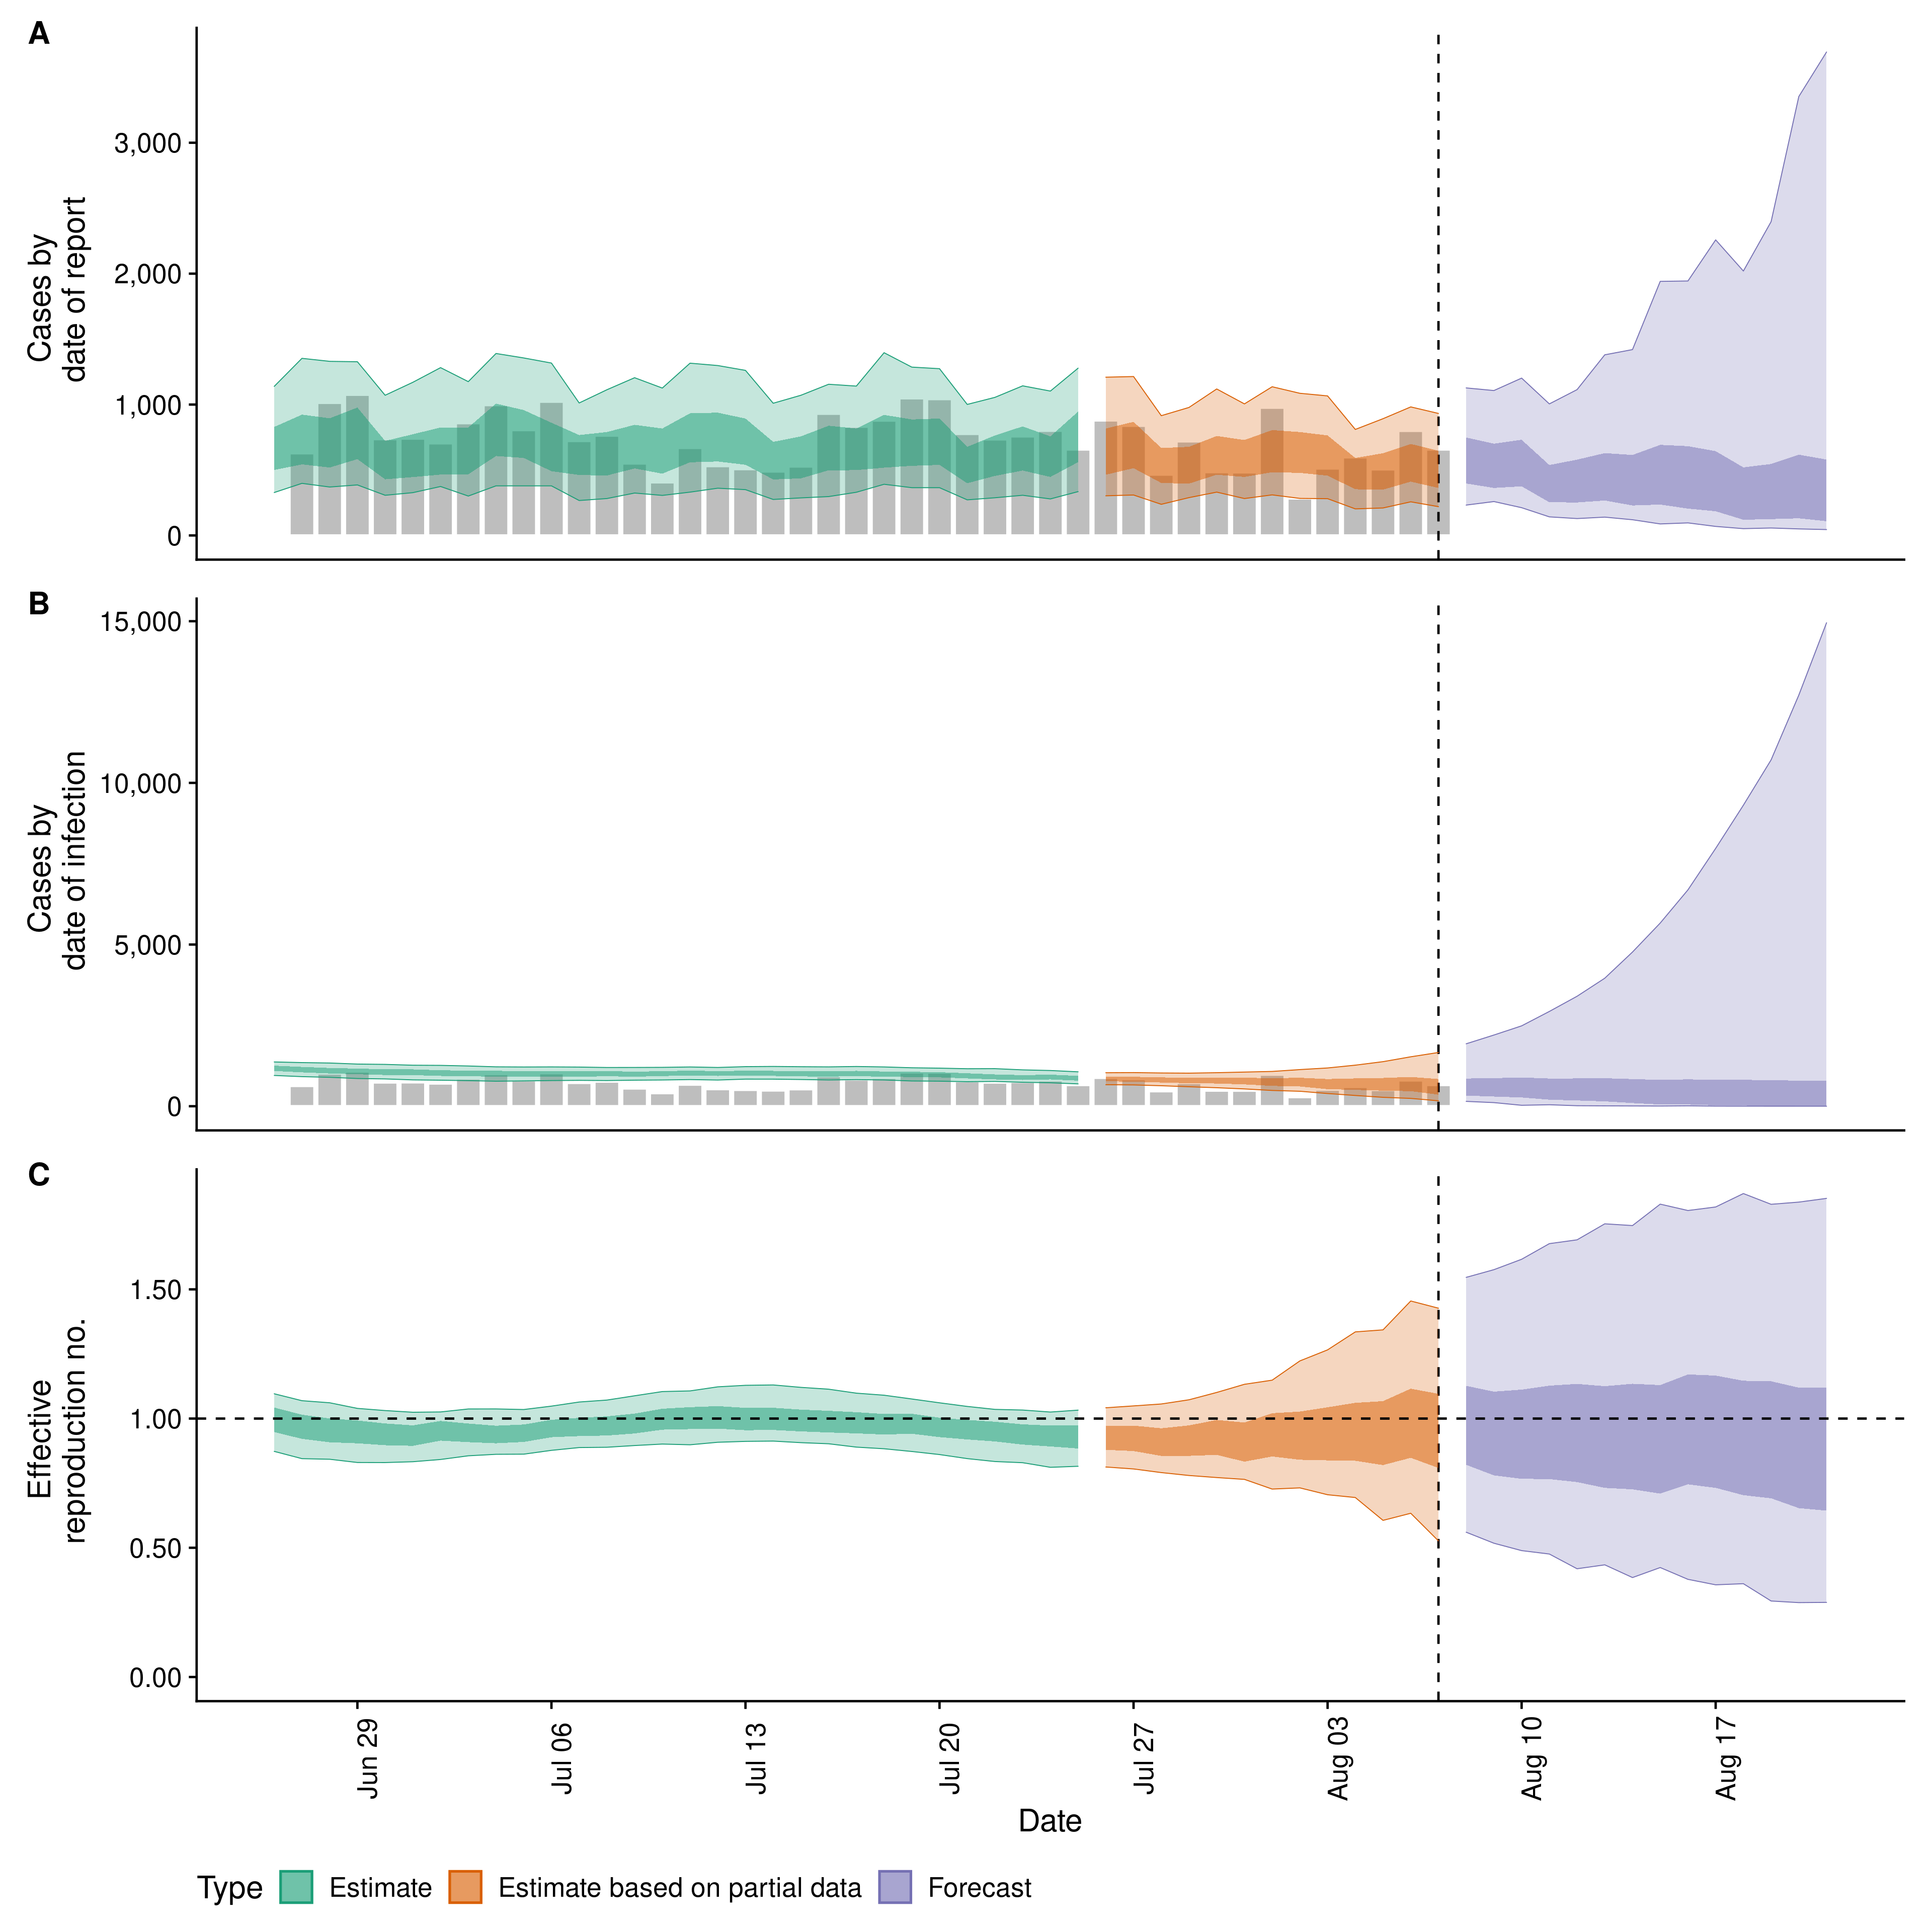 A
3,000
2,000
1,000
0
Cases by
date of report
B
15,000
10,000
5,000
0
Cases by
date of infection
C
1.50
1.00
0.50
0.00
Effective
reproduction no.
Jun 29
Jul 06
Jul 13
Jul 20
Jul 27
Aug 03
Aug 10
Aug 17
Date
Type Estimate Estimate based on partial data Forecast